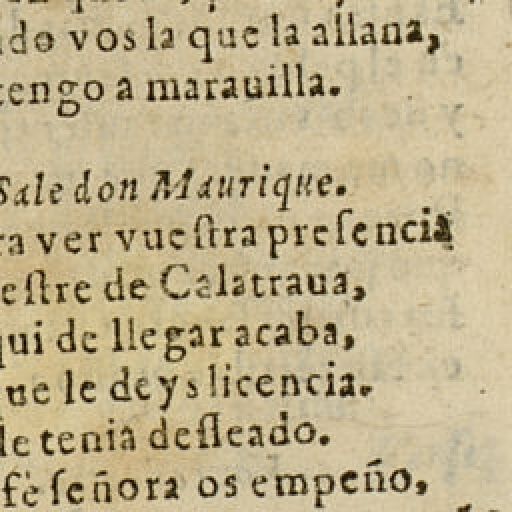 do vos la que la allana,
tengo a marauilla.
Sale don Maurique.
ra ver vueſtra preſencia
eſtre de Calatraua,
qui de llegar acaba,
ue le deys licencia.
le tenia deſſeado.
fè ſeñora os empeño,